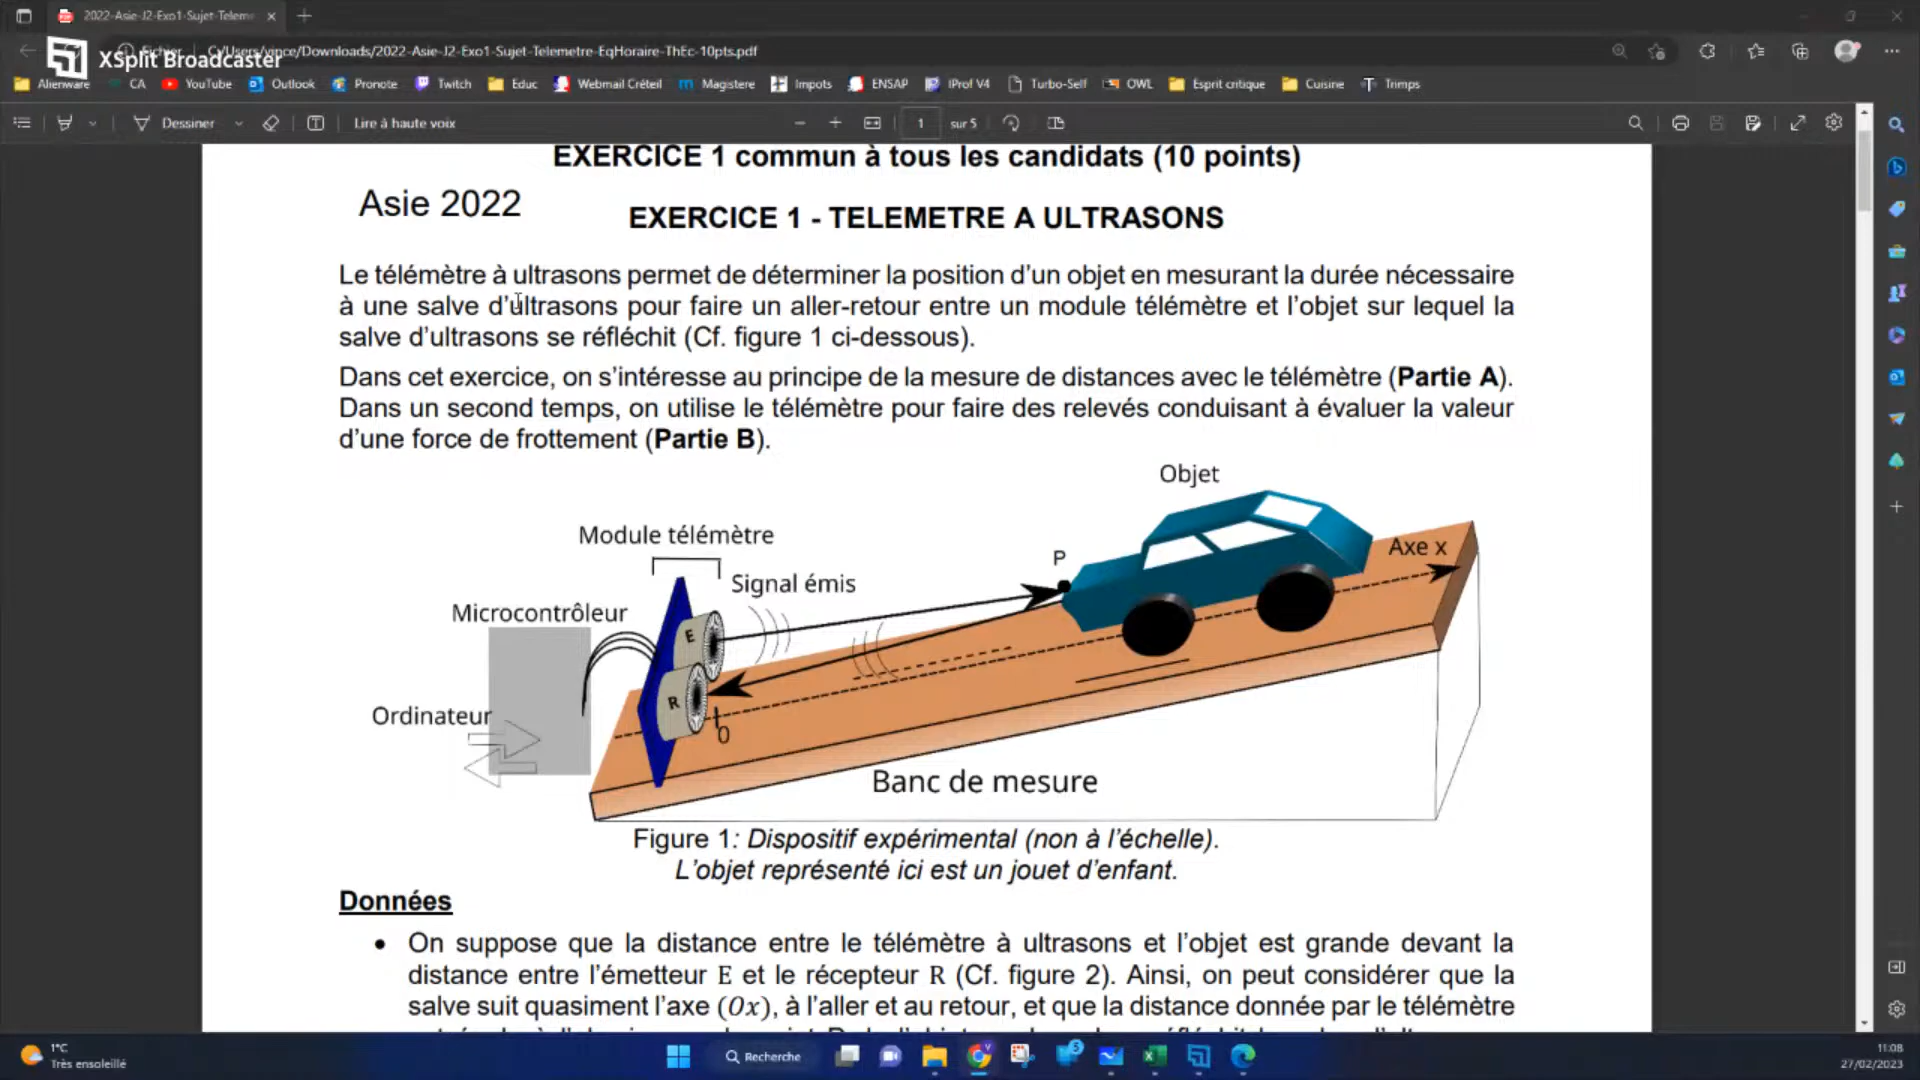 2022-Asie-J2-Exo1-Sujet-Teleme
XSplit Broadcaster
Fichier
C:/Users/vince/Downloads/2022-Asie-J2-Exo1-Sujet-Telemetre-EqHoraire-ThEc-10pts.pdf
Alienware CA YouTube Outlook Pronote Twitch Educ Webmail Créteil Magistere Impots ENSAP IProf V4 Turbo-Self OWL Esprit critique Cuisine Trimps
Dessiner Lire à haute voix 1 sur 5
EXERCICE 1 commun à tous les candidats (10 points)
Asie 2022
EXERCICE 1 - TELEMETRE A ULTRASONS
Le télémètre à ultrasons permet de déterminer la position d’un objet en mesurant la durée nécessaire
à une salve d’ultrasons pour faire un aller-retour entre un module télémètre et l’objet sur lequel la
salve d’ultrasons se réfléchit (Cf. figure 1 ci-dessous).
Dans cet exercice, on s’intéresse au principe de la mesure de distances avec le télémètre (Partie A).
Dans un second temps, on utilise le télémètre pour faire des relevés conduisant à évaluer la valeur
d’une force de frottement (Partie B).
Objet
Module télémètre
Axe x
P
Signal émis
Microcontrôleur
E
R
Ordinateur
O
Banc de mesure
Figure 1: Dispositif expérimental (non à l’échelle).
L’objet représenté ici est un jouet d’enfant.
Données
• On suppose que la distance entre le télémètre à ultrasons et l’objet est grande devant la
distance entre l’émetteur E et le récepteur R (Cf. figure 2). Ainsi, on peut considérer que la
salve suit quasiment l’axe (Ox), à l’aller et au retour, et que la distance donnée par le télémètre
1°C
Très ensoleillé
Recherche
5
11:08
27/02/2023